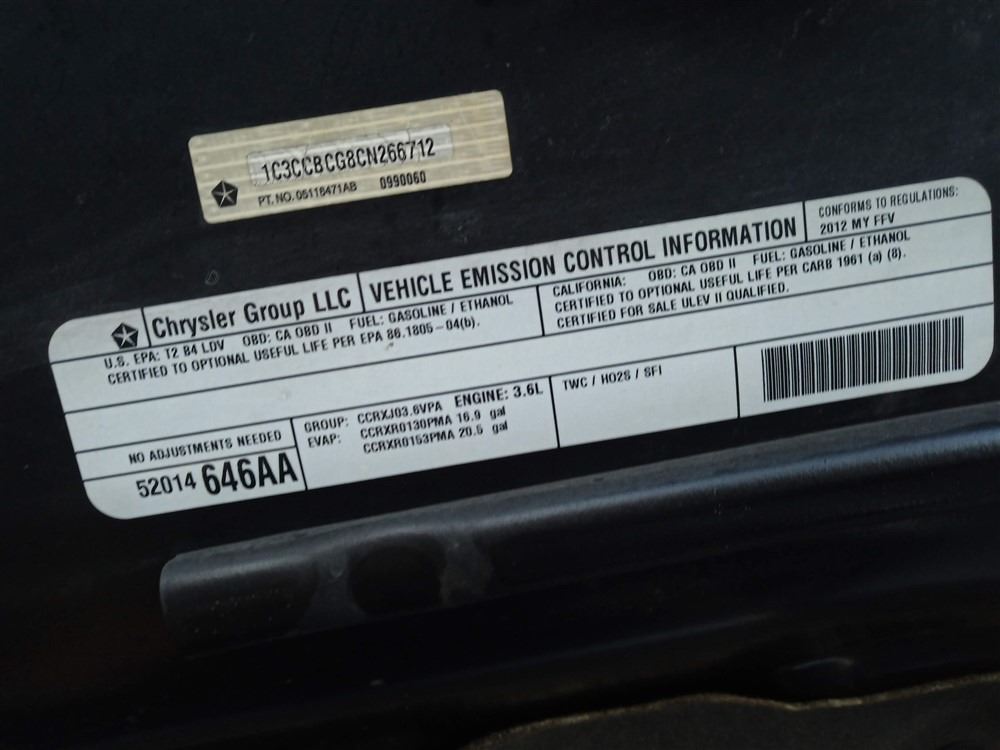 1C3CCBCG8CN266712
PT. NO. 05116471AB 0990060
Chrysler Group LLC
VEHICLE EMISSION CONTROL INFORMATION
CONFORMS TO REGULATIONS:
2012 MY FFV
U.S. EPA: T2 B4 LDV OBD: CA OBD II FUEL: GASOLINE / ETHANOL
CERTIFIED TO OPTIONAL USEFUL LIFE PER EPA 86.1805-04(b).
CALIFORNIA: OBD: CA OBD II FUEL: GASOLINE / ETHANOL
CERTIFIED TO OPTIONAL USEFUL LIFE PER CARB 1961 (a) (8).
CERTIFIED FOR SALE ULEV II QUALIFIED.
NO ADJUSTMENTS NEEDED
52014 646AA
GROUP: CCRXJ03.6VPA ENGINE: 3.6L
EVAP: CCRXR0130PMA 16.9 gal
CCRXR0153PMA 20.5 gal
TWC / HO2S / SFI